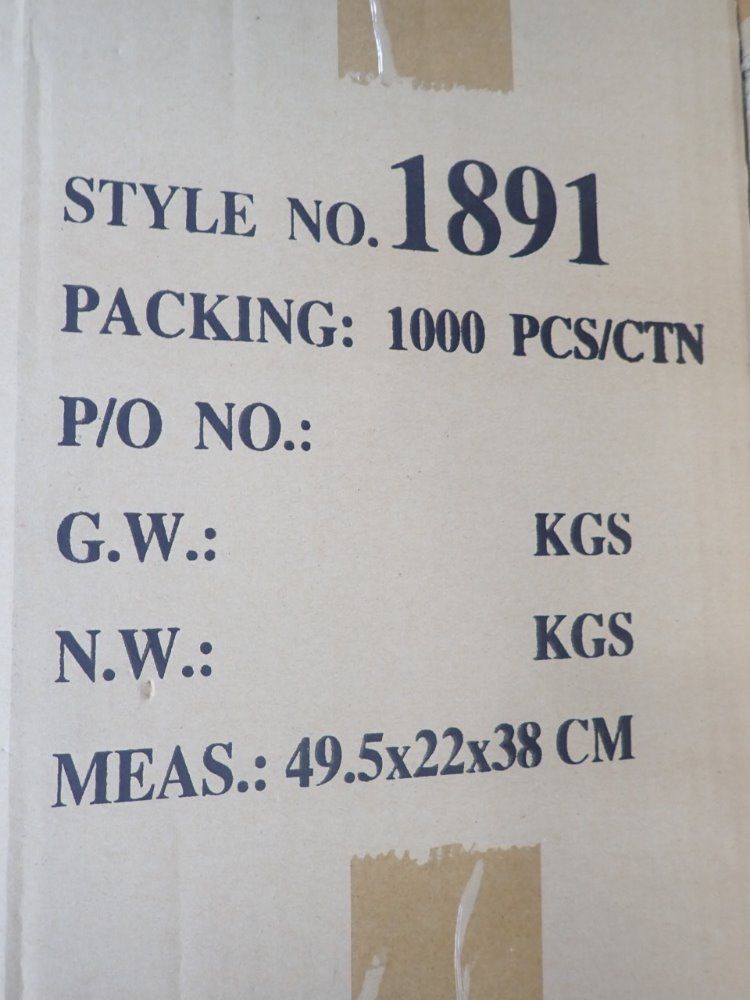 STYLE NO. 1891
PACKING: 1000 PCS/CTN
P/O NO.:
G.W.: KGS
N.W.: KGS
MEAS.: 49.5x22x38 CM